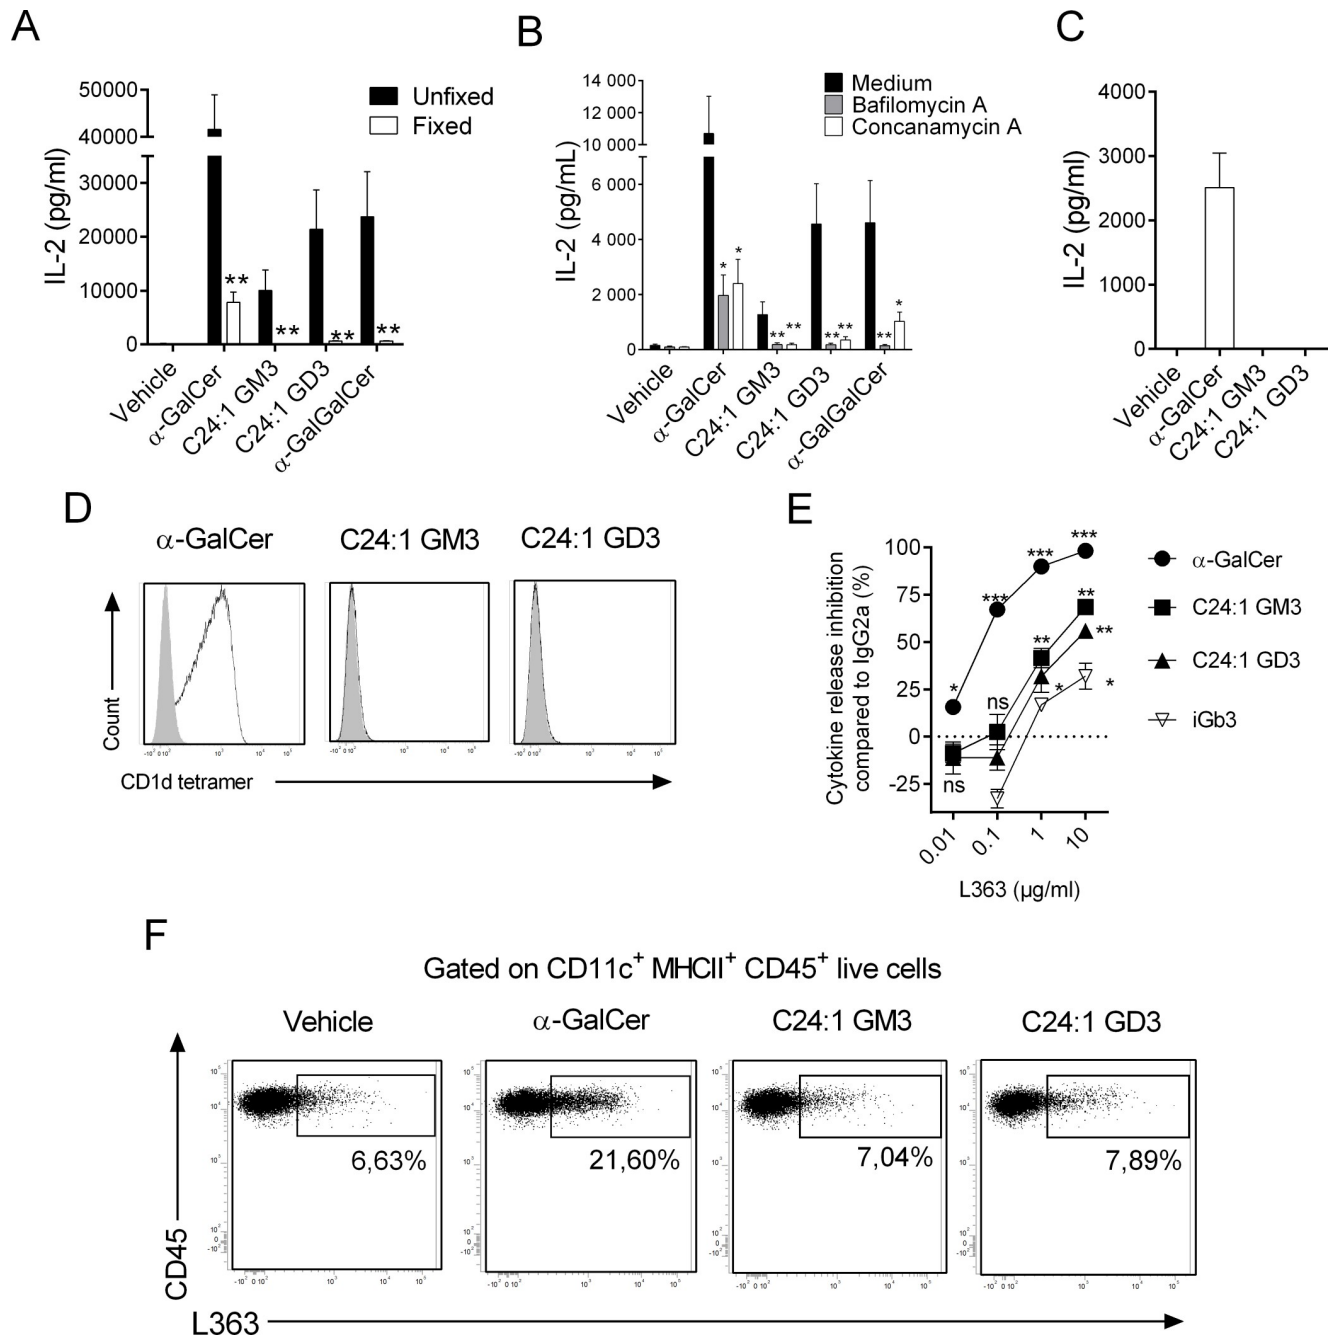 A
IL-2 (pg/ml)
50000
40000
30000
20000
10000
0
Unfixed
Fixed
**
**
**
**
Vehicle
α-GalCer
C24:1 GM3
C24:1 GD3
α-GalGalCer
B
IL-2 (pg/mL)
14 000
12 000
10 000
6 000
4 000
2 000
0
Medium
Bafilomycin A
Concanamycin A
*
*
**
**
**
**
**
*
Vehicle
α-GalCer
C24:1 GM3
C24:1 GD3
α-GalGalCer
C
IL-2 (pg/ml)
4000
3000
2000
1000
0
Vehicle
α-GalCer
C24:1 GM3
C24:1 GD3
D
α-GalCer
C24:1 GM3
C24:1 GD3
Count
CD1d tetramer
E
Cytokine release inhibition
compared to IgG2a (%)
100
75
50
25
0
-25
*
***
***
***
ns
ns
**
**
**
*
*
0.01
0.1
1
10
L363 (µg/ml)
α-GalCer
C24:1 GM3
C24:1 GD3
iGb3
F
Gated on CD11c⁺ MHCII⁺ CD45⁺ live cells
Vehicle
α-GalCer
C24:1 GM3
C24:1 GD3
6,63%
21,60%
7,04%
7,89%
CD45
L363